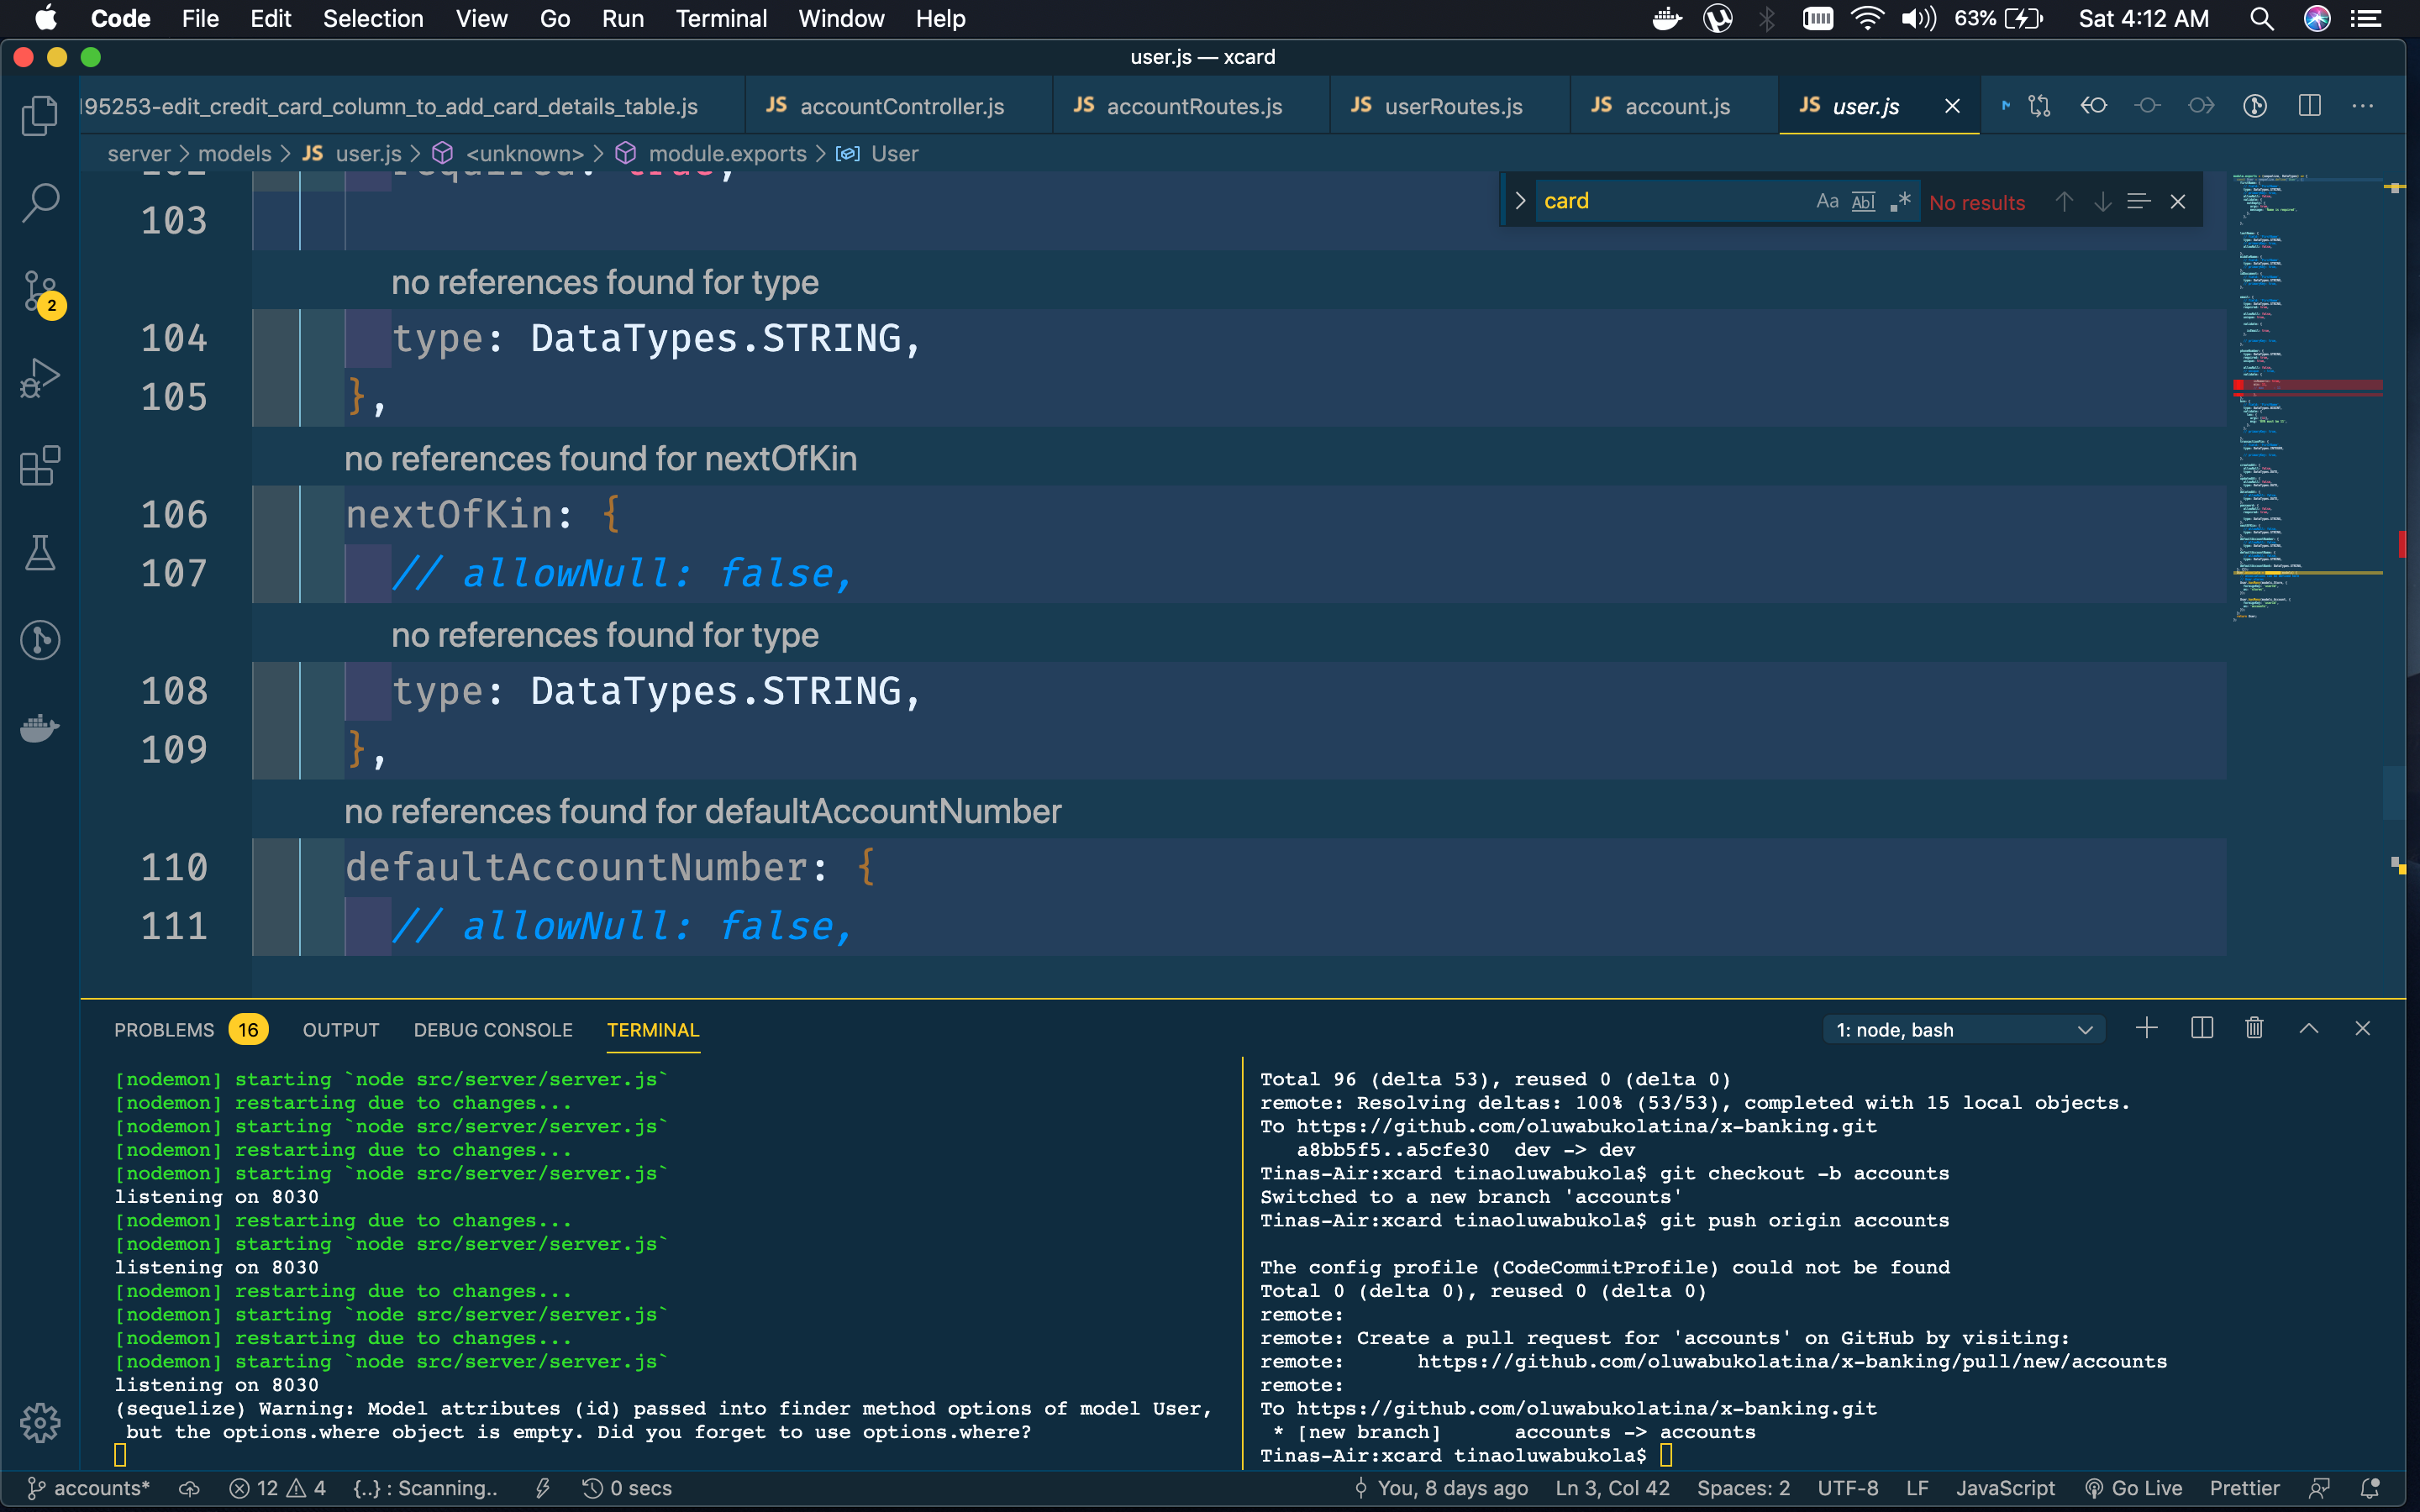 Code File Edit Selection View Go Run Terminal Window Help 63% Sat 4:12 AM
user.js — xcard
195253-edit_credit_card_column_to_add_card_details_table.js JS accountController.js JS accountRoutes.js JS userRoutes.js JS account.js JS user.js
server > models > JS user.js > <unknown> > module.exports > User
card Aa Abl .* No results
103
no references found for type
104 type: DataTypes.STRING,
105 },
no references found for nextOfKin
106 nextOfKin: {
107 // allowNull: false,
no references found for type
108 type: DataTypes.STRING,
109 },
no references found for defaultAccountNumber
110 defaultAccountNumber: {
111 // allowNull: false,
2
PROBLEMS 16 OUTPUT DEBUG CONSOLE TERMINAL 1: node, bash
[nodemon] starting `node src/server/server.js`
[nodemon] restarting due to changes...
[nodemon] starting `node src/server/server.js`
[nodemon] restarting due to changes...
[nodemon] starting `node src/server/server.js`
listening on 8030
[nodemon] restarting due to changes...
[nodemon] starting `node src/server/server.js`
listening on 8030
[nodemon] restarting due to changes...
[nodemon] starting `node src/server/server.js`
[nodemon] restarting due to changes...
[nodemon] starting `node src/server/server.js`
listening on 8030
(sequelize) Warning: Model attributes (id) passed into finder method options of model User,
but the options.where object is empty. Did you forget to use options.where?
Total 96 (delta 53), reused 0 (delta 0)
remote: Resolving deltas: 100% (53/53), completed with 15 local objects.
To https://github.com/oluwabukolatina/x-banking.git
a8bb5f5..a5cfe30 dev -> dev
Tinas-Air:xcard tinaoluwabukola$ git checkout -b accounts
Switched to a new branch 'accounts'
Tinas-Air:xcard tinaoluwabukola$ git push origin accounts
The config profile (CodeCommitProfile) could not be found
Total 0 (delta 0), reused 0 (delta 0)
remote:
remote: Create a pull request for 'accounts' on GitHub by visiting:
remote: https://github.com/oluwabukolatina/x-banking/pull/new/accounts
remote:
To https://github.com/oluwabukolatina/x-banking.git
* [new branch] accounts -> accounts
Tinas-Air:xcard tinaoluwabukola$
accounts* 12 4 {..} : Scanning.. 0 secs You, 8 days ago Ln 3, Col 42 Spaces: 2 UTF-8 LF JavaScript Go Live Prettier